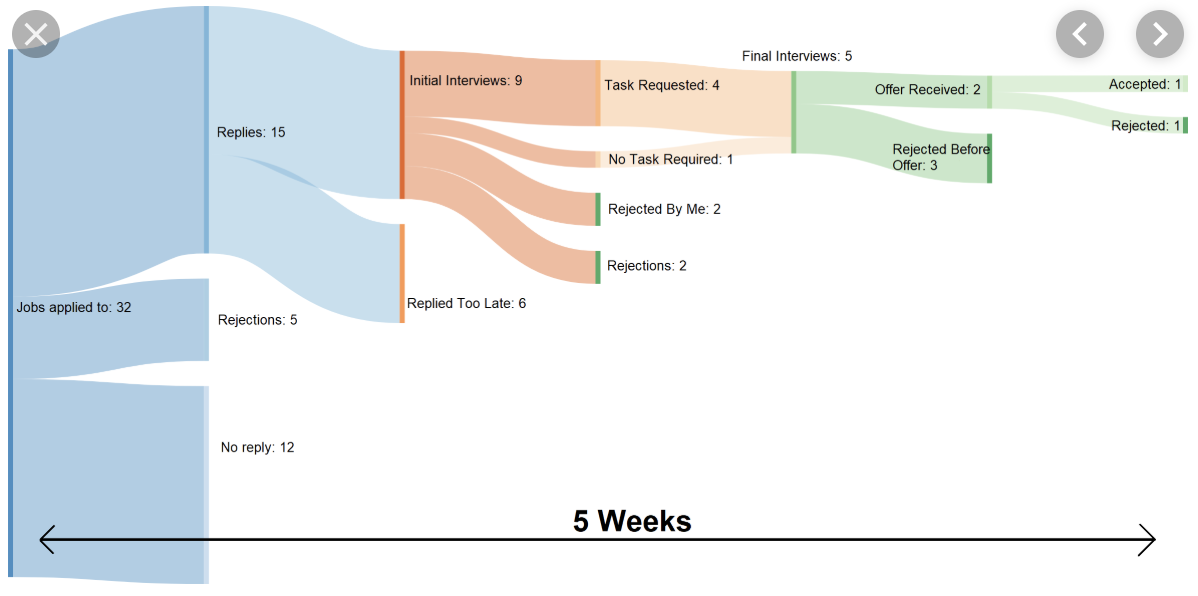 Final Interviews: 5
Initial Interviews: 9
Task Requested: 4
Offer Received: 2
Accepted: 1
Replies: 15
Rejected: 1
No Task Required: 1
Rejected Before
Offer: 3
Rejected By Me: 2
Rejections: 2
Jobs applied to: 32
Replied Too Late: 6
Rejections: 5
No reply: 12
5 Weeks